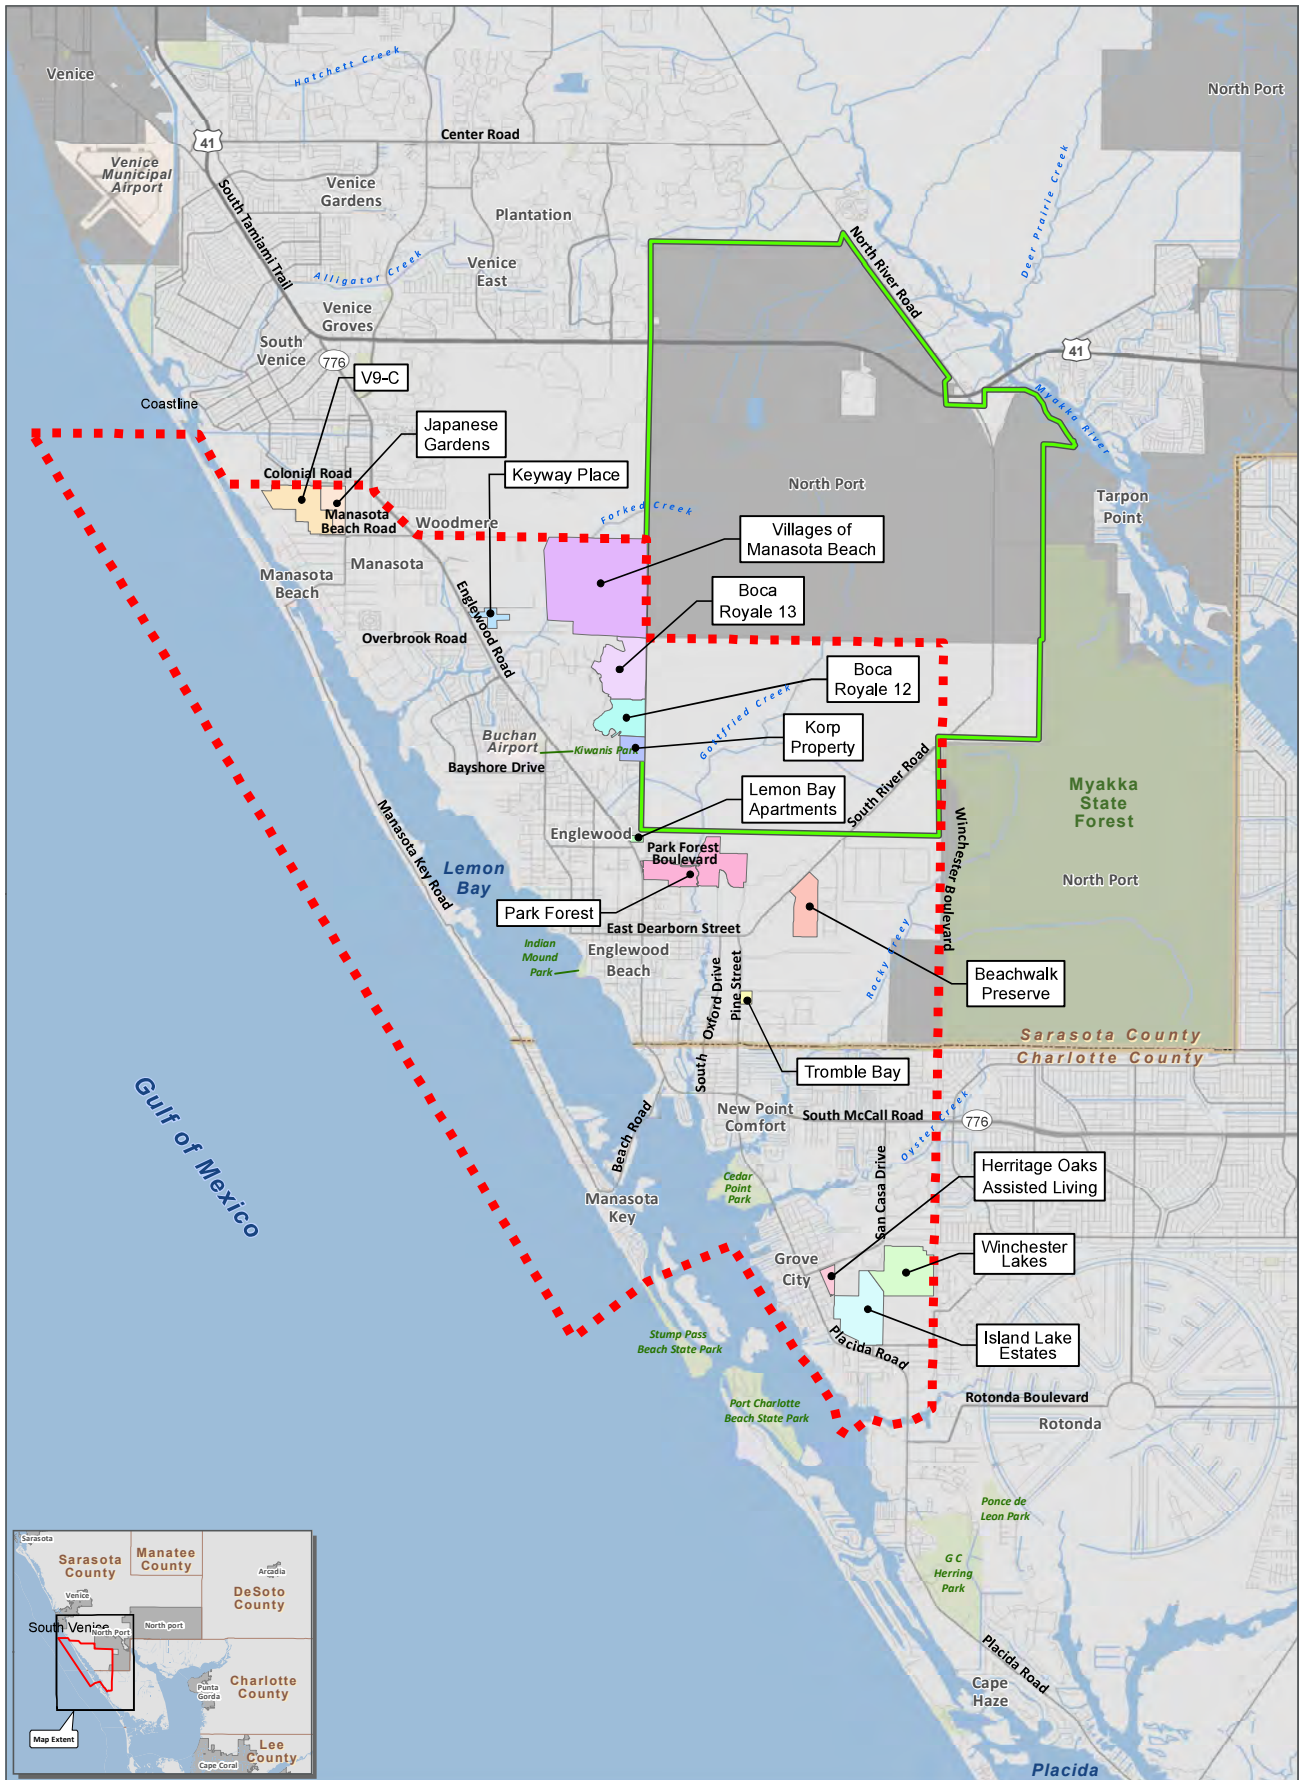 Venice
Hatchett Creek
North Port
41
Center Road
Venice
Municipal
Airport
Venice
Gardens
Plantation
South Tamiami Trail
Deer Prairie Creek
North River Road
Alligator Creek
Venice
East
Venice
Groves
South
Venice
776
41
V9-C
Coastline
Myakka River
Japanese
Gardens
Colonial Road
Keyway Place
North Port
Tarpon
Point
Manasota
Beach Road
Woodmere
Forked Creek
Villages of
Manasota Beach
Manasota
Manasota
Beach
Boca
Royale 13
Englewood Road
Overbrook Road
Boca
Royale 12
Gottfried Creek
Korp
Property
Buchan
Airport
Kiwanis Park
Bayshore Drive
South River Road
Lemon Bay
Apartments
Myakka
State
Forest
Manasota Key Road
Englewood
Park Forest
Boulevard
Winchester Boulevard
Lemon
Bay
North Port
Park Forest
East Dearborn Street
Indian
Mound
Park
Englewood
Beach
Rocky Creey
Beachwalk
Preserve
South Oxford Drive
Pine Street
Sarasota County
Charlotte County
Tromble Bay
Gulf of Mexico
New Point
Comfort
South McCall Road
776
Oyster Creek
Beach Road
San Casa Drive
Herritage Oaks
Assisted Living
Cedar
Point
Park
Manasota
Key
Grove
City
Winchester
Lakes
Stump Pass
Beach State Park
Placida Road
Island Lake
Estates
Port Charlotte
Beach State Park
Rotonda Boulevard
Rotonda
Ponce de
Leon Park
G C
Herring
Park
Placida Road
Cape
Haze
Placida
Sarasota
Sarasota
County
Manatee
County
Arcadia
DeSoto
County
Venice
South Venice
North Port
North port
Punta
Gorda
Charlotte
County
Map Extent
Lee
County
Cape Coral